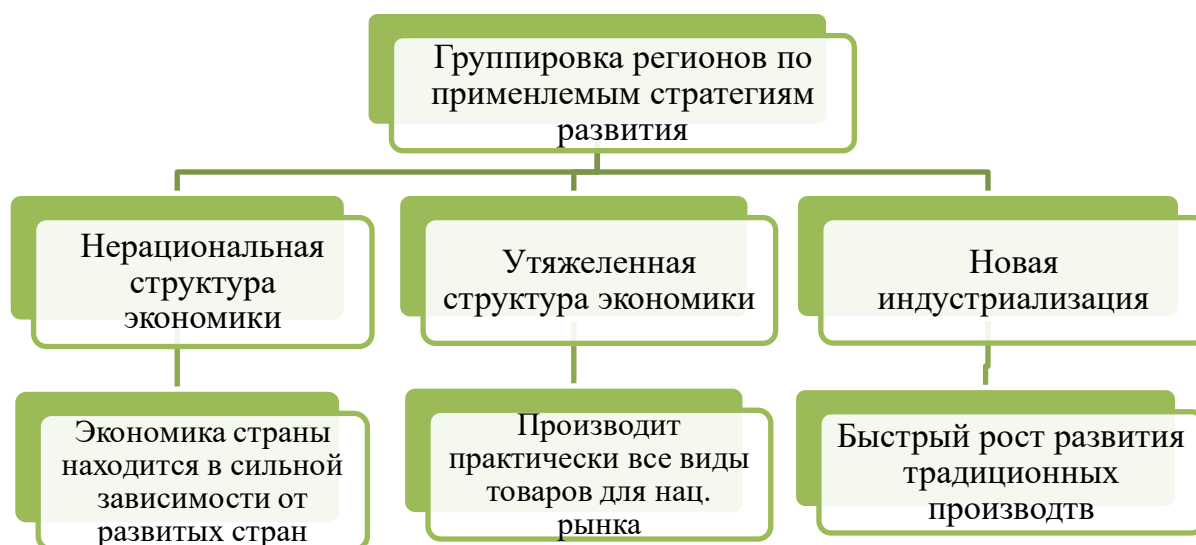 Группировка регионов по
применлемым стратегиям
развития
Нерациональная
структура
экономики
Утяжеленная
структура экономики
Новая
индустриализация
Экономика страны
находится в сильной
зависимости от
развитых стран
Производит
практически все виды
товаров для нац.
рынка
Быстрый рост развития
традиционных
производтв